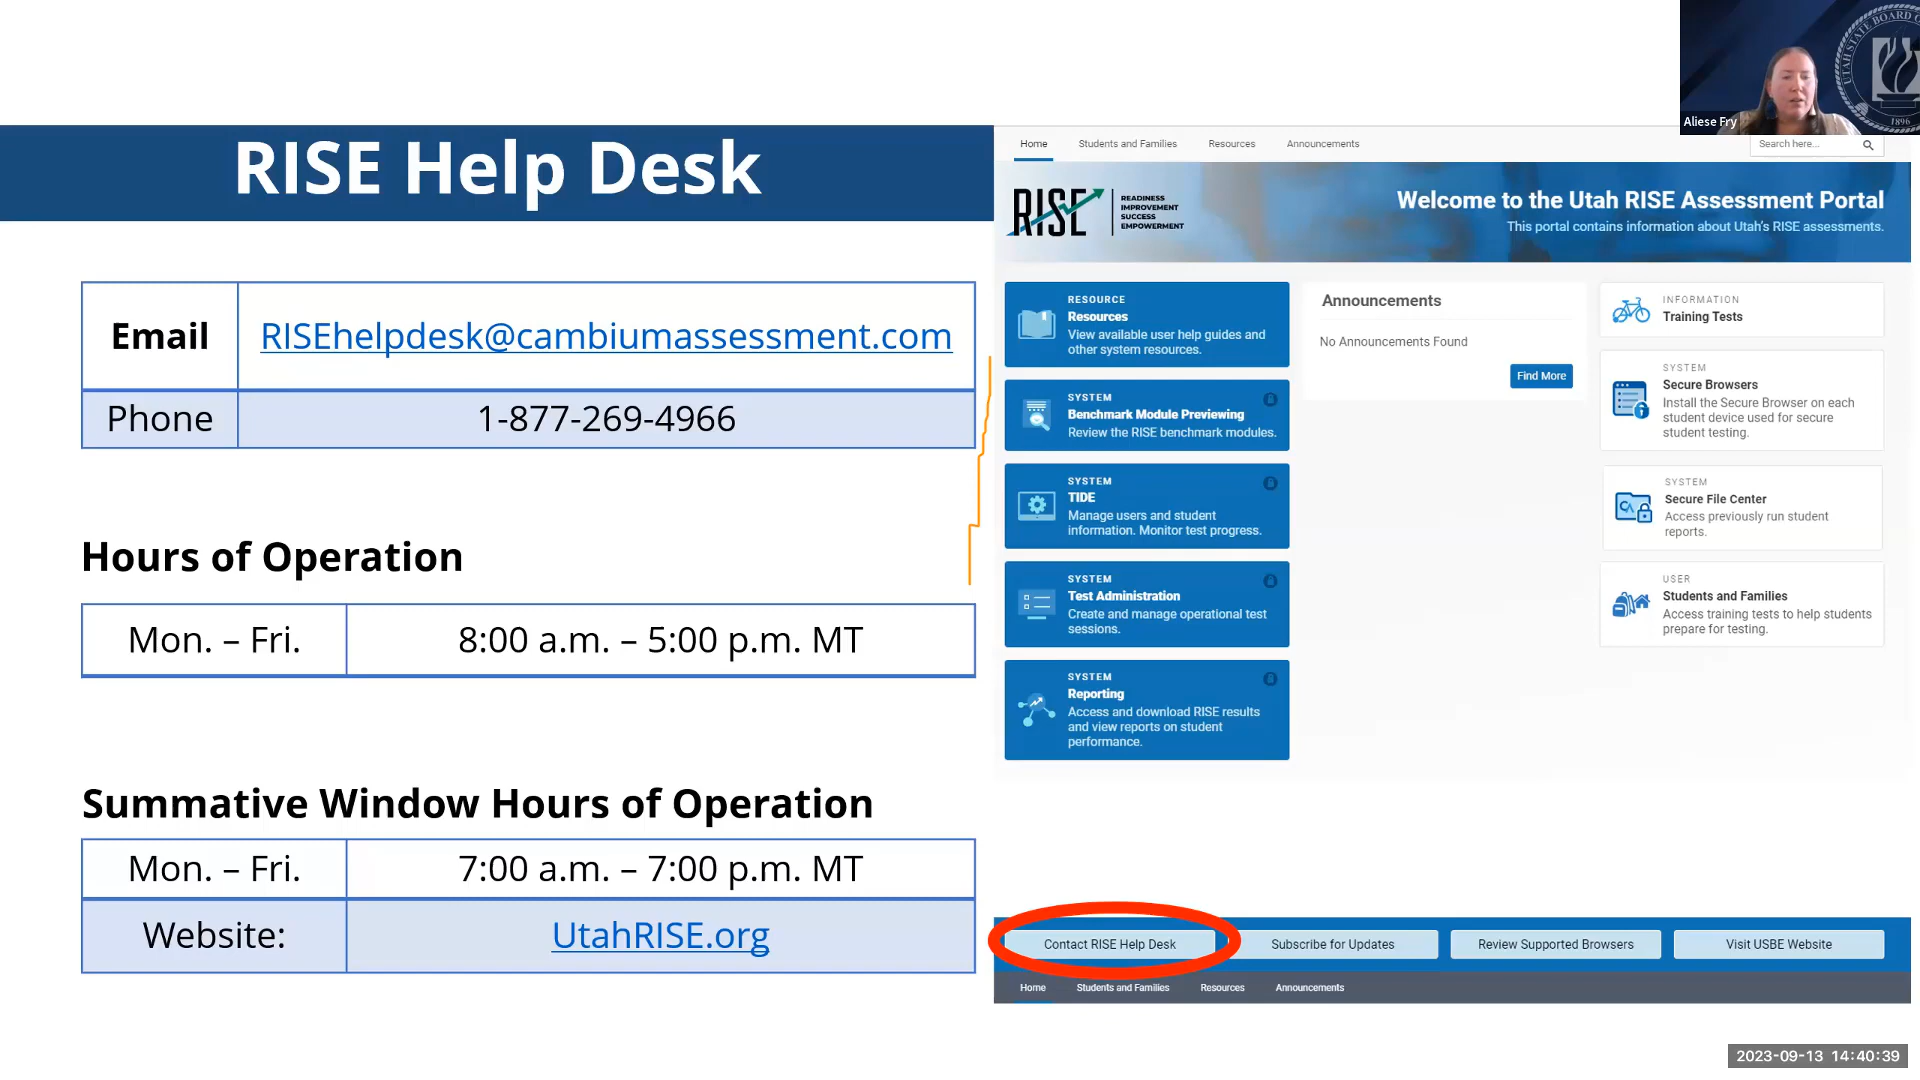 RISE Help Desk
Email RISEhelpdesk@cambiumassessment.com
Phone 1-877-269-4966
Hours of Operation
Mon. – Fri. 8:00 a.m. – 5:00 p.m. MT
Summative Window Hours of Operation
Mon. – Fri. 7:00 a.m. – 7:00 p.m. MT
Website: UtahRISE.org
Aliese Fry
UTAH STATE BOARD O
1896
Home Students and Families Resources Announcements Search here...
RISE
READINESS
IMPROVEMENT
SUCCESS
EMPOWERMENT
Welcome to the Utah RISE Assessment Portal
This portal contains information about Utah's RISE assessments.
RESOURCE
Resources
View available user help guides and
other system resources.
SYSTEM
Benchmark Module Previewing
Review the RISE benchmark modules.
SYSTEM
TIDE
Manage users and student
information. Monitor test progress.
SYSTEM
Test Administration
Create and manage operational test
sessions.
SYSTEM
Reporting
Access and download RISE results
and view reports on student
performance.
Announcements
No Announcements Found
Find More
INFORMATION
Training Tests
SYSTEM
Secure Browsers
Install the Secure Browser on each
student device used for secure
student testing.
SYSTEM
Secure File Center
Access previously run student
reports.
USER
Students and Families
Access training tests to help students
prepare for testing.
Contact RISE Help Desk Subscribe for Updates Review Supported Browsers Visit USBE Website
Home Students and Families Resources Announcements
2023-09-13 14:40:39